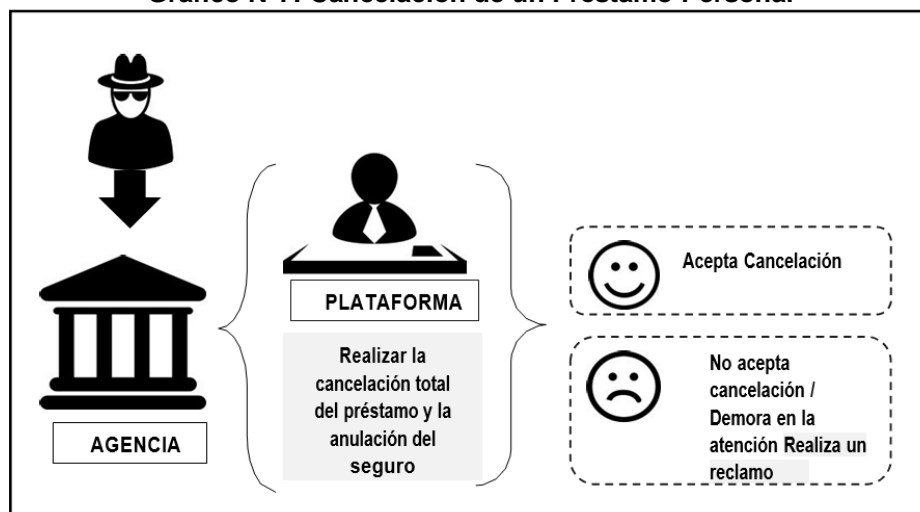 Gráfico N°1: Cancelación de un Préstamo Personal
PLATAFORMA
AGENCIA
Realizar la
cancelación total
del préstamo y la
anulación del
seguro
Acepta Cancelación
No acepta
cancelación /
Demora en la
atención Realiza un
reclamo